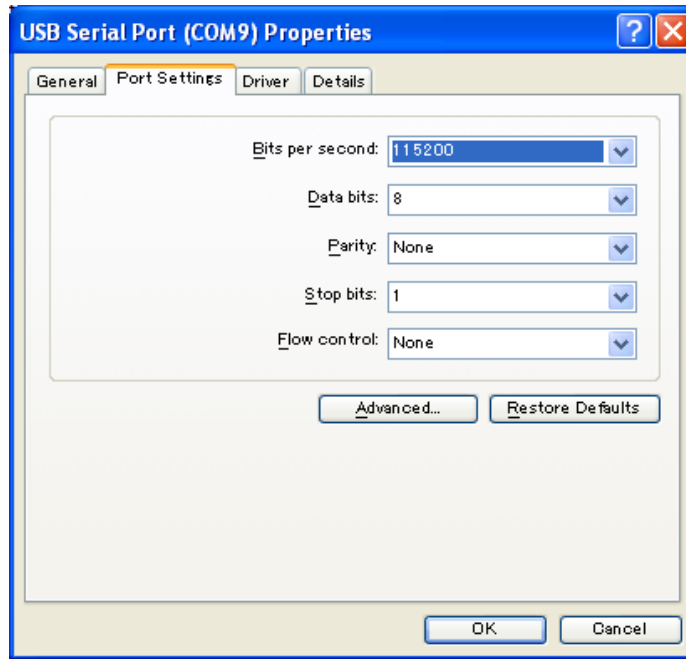 USB Serial Port (COM9) Properties
General Port Settings Driver Details
Bits per second: 115200
Data bits: 8
Parity: None
Stop bits: 1
Flow control: None
Advanced... Restore Defaults
OK Cancel